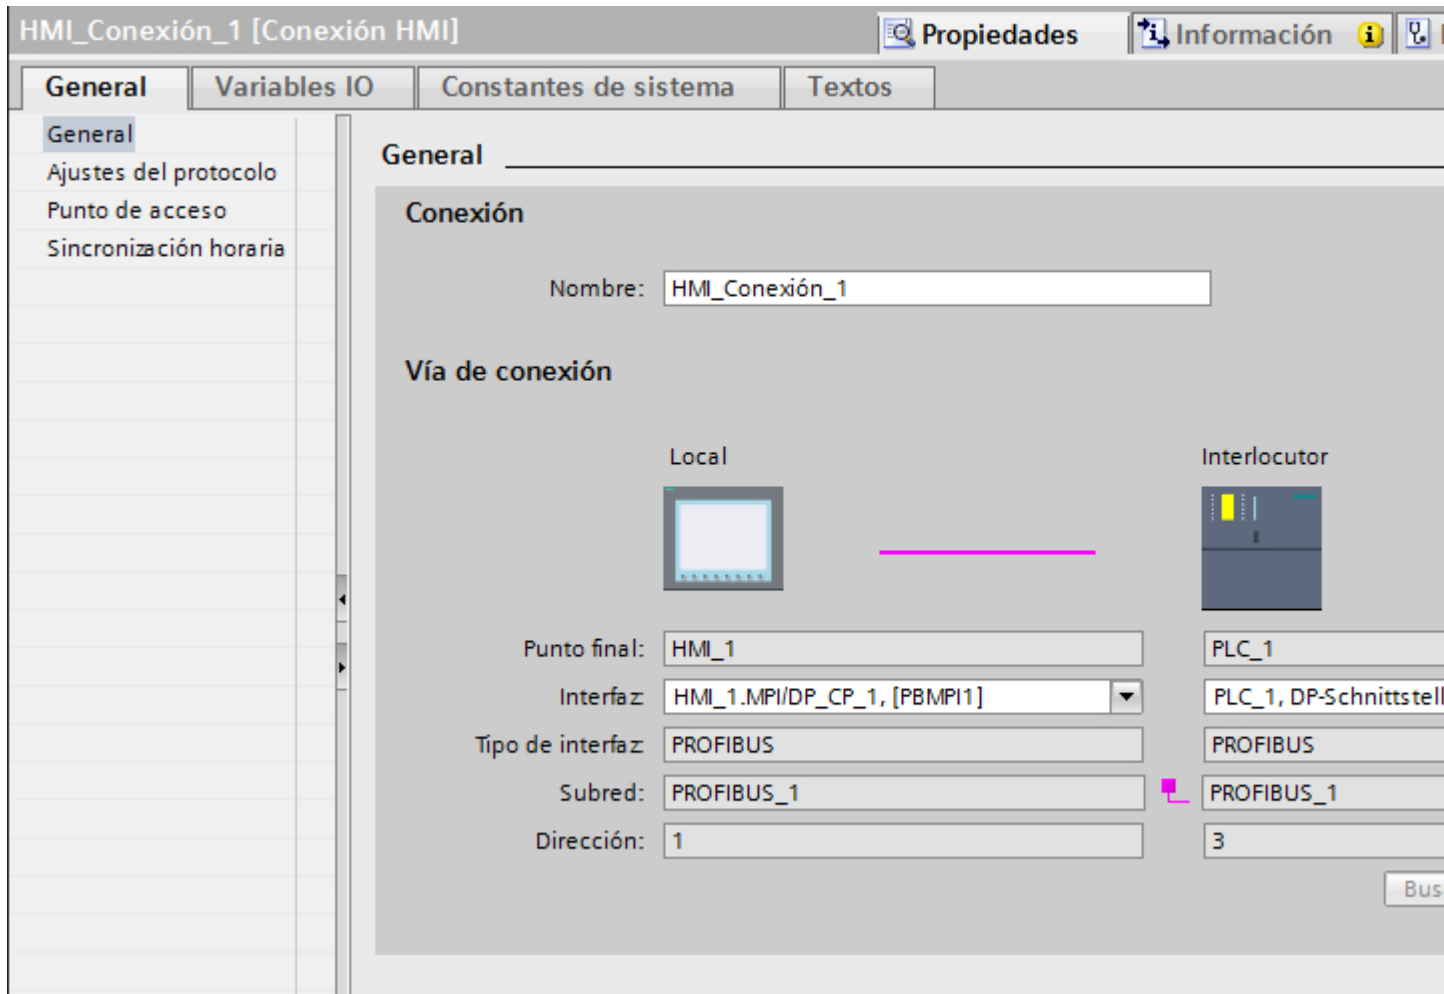 HMI_Conexión_1 [Conexión HMI]
Propiedades
Información
General
Variables IO
Constantes de sistema
Textos
General
Ajustes del protocolo
Punto de acceso
Sincronización horaria
General
Conexión
Nombre: HMI_Conexión_1
Vía de conexión
Local Interlocutor
Punto final: HMI_1 PLC_1
Interfaz: HMI_1.MPI/DP_CP_1, [PBMPI1] PLC_1, DP-Schnittstell
Tipo de interfaz: PROFIBUS PROFIBUS
Subred: PROFIBUS_1 PROFIBUS_1
Dirección: 1 3
Bus